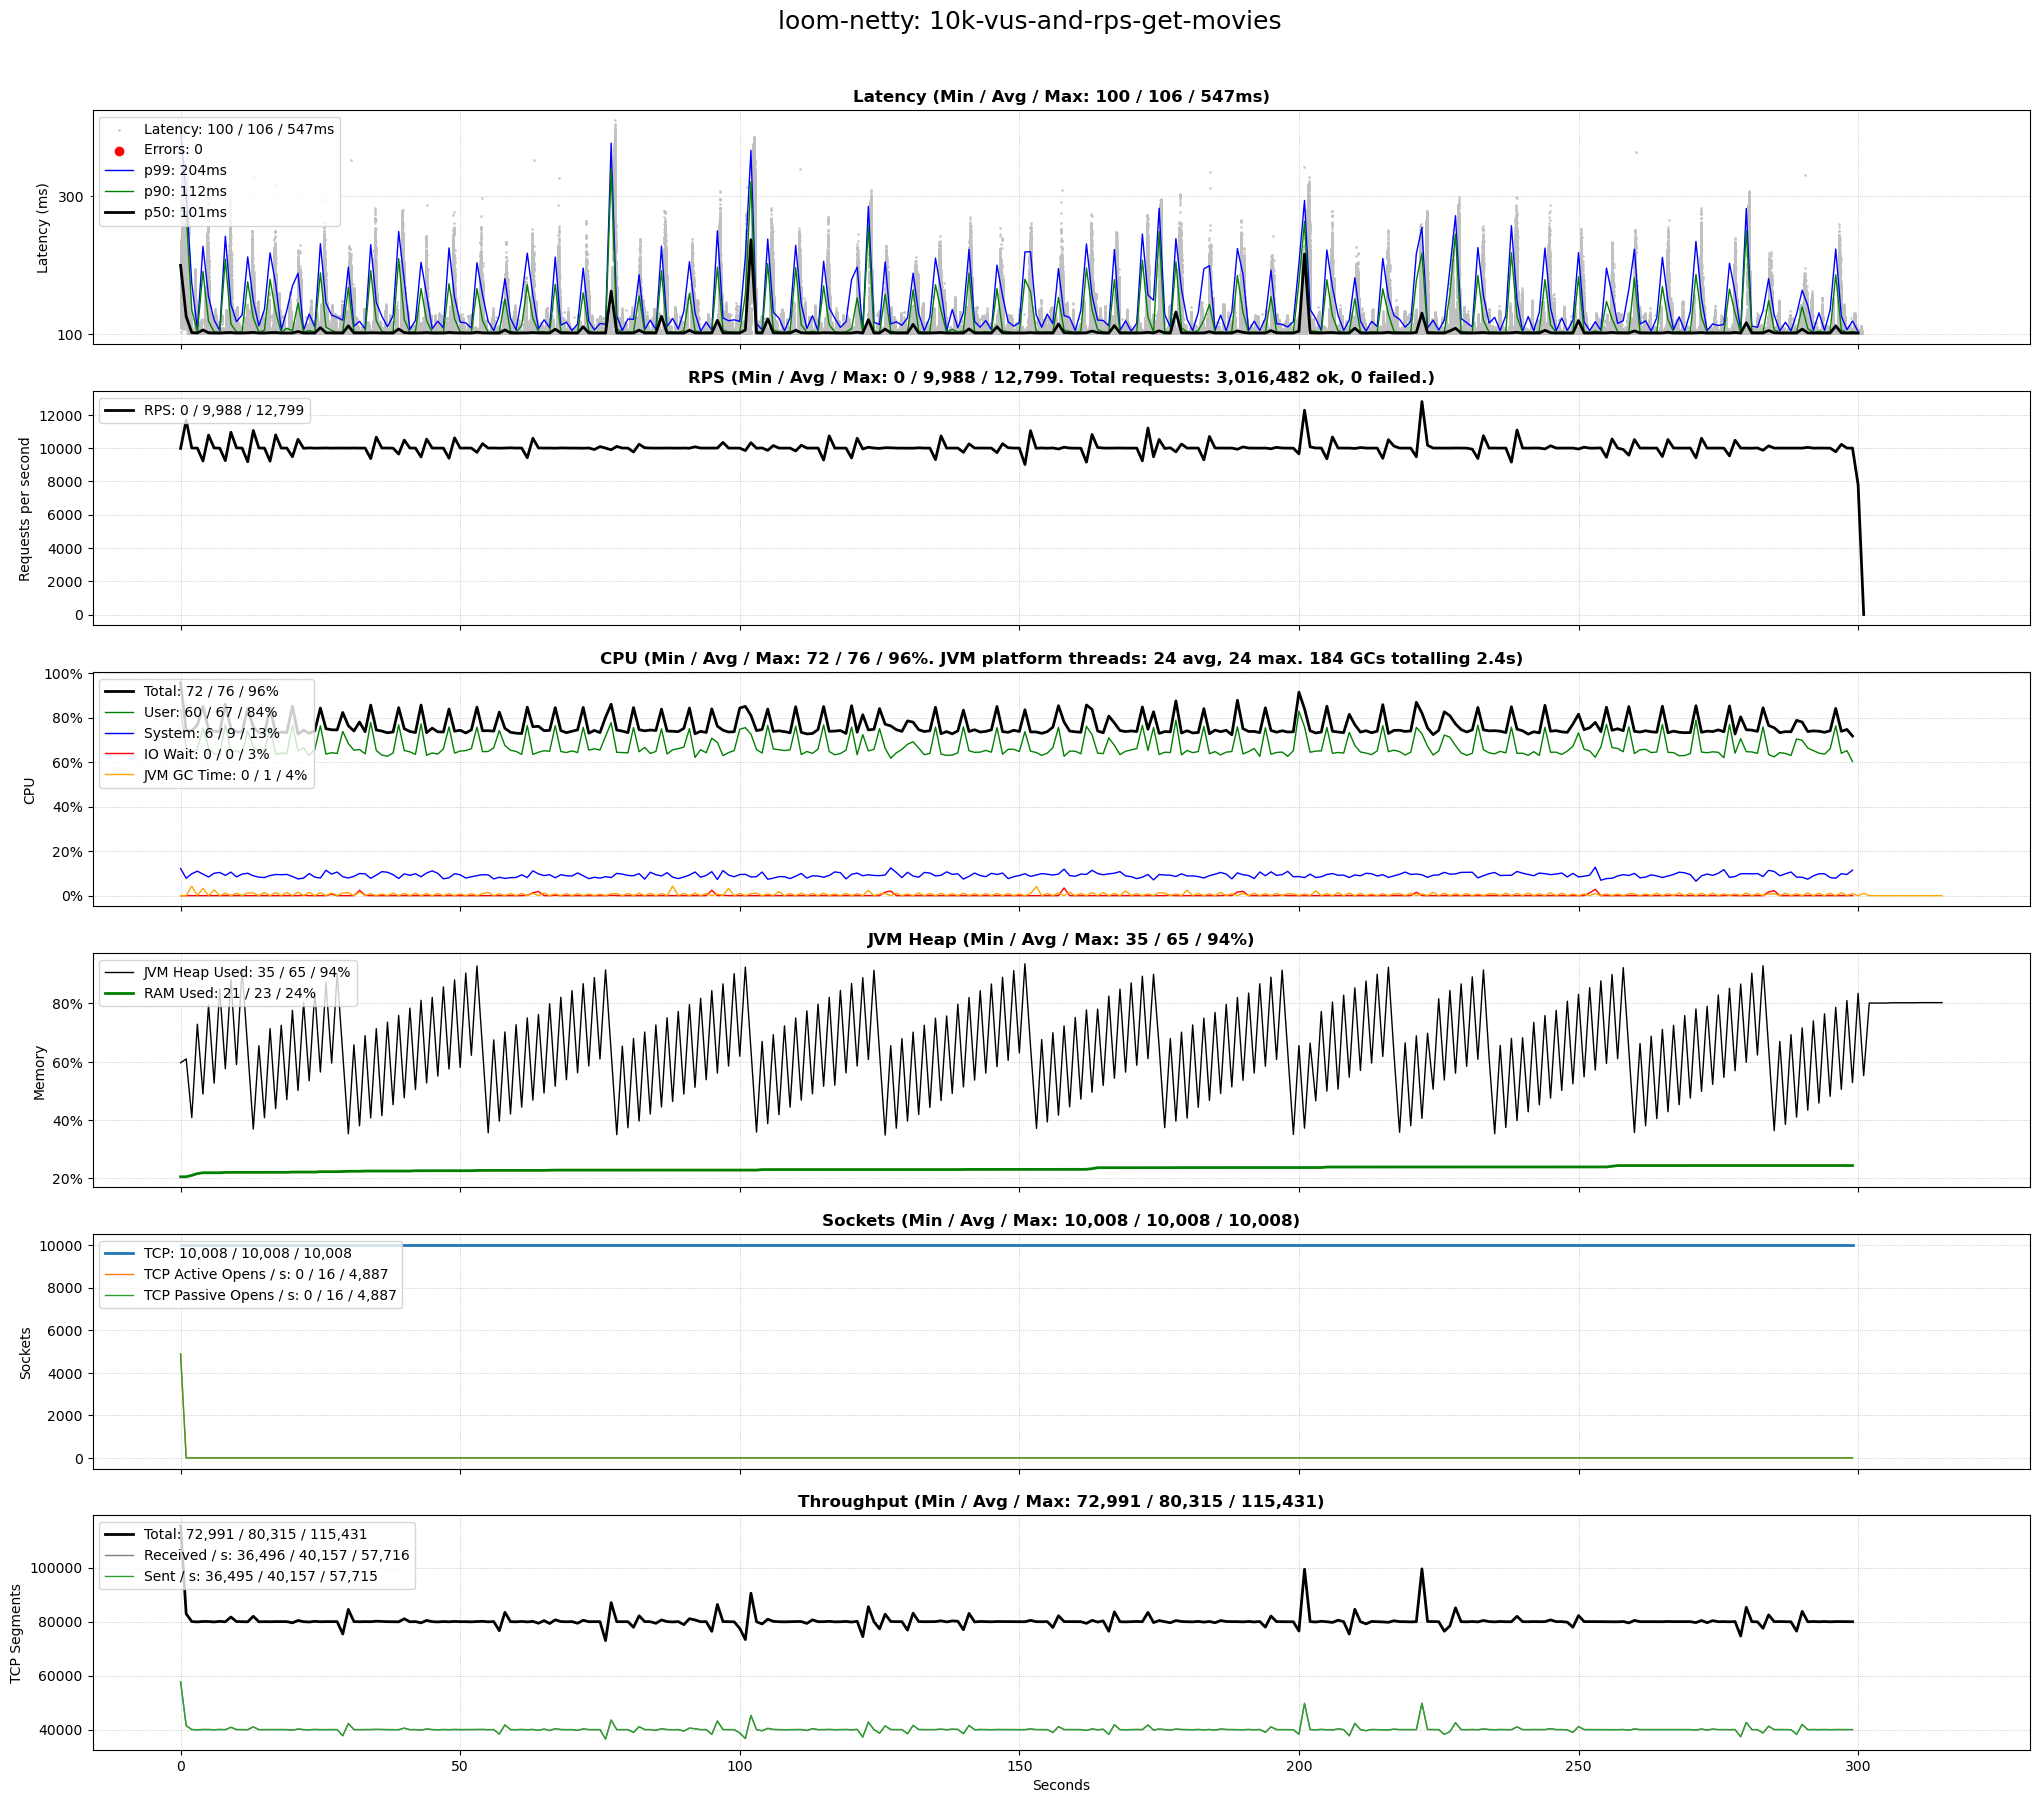 loom-netty: 10k-vus-and-rps-get-movies
Latency (Min / Avg / Max: 100 / 106 / 547ms)
Latency: 100 / 106 / 547ms
Errors: 0
p99: 204ms
p90: 112ms
p50: 101ms
Latency (ms)
300
100
RPS (Min / Avg / Max: 0 / 9,988 / 12,799. Total requests: 3,016,482 ok, 0 failed.)
RPS: 0 / 9,988 / 12,799
Requests per second
12000
10000
8000
6000
4000
2000
0
CPU (Min / Avg / Max: 72 / 76 / 96%. JVM platform threads: 24 avg, 24 max. 184 GCs totalling 2.4s)
Total: 72 / 76 / 96%
User: 60 / 67 / 84%
System: 6 / 9 / 13%
IO Wait: 0 / 0 / 3%
JVM GC Time: 0 / 1 / 4%
CPU
100%
80%
60%
40%
20%
0%
JVM Heap (Min / Avg / Max: 35 / 65 / 94%)
JVM Heap Used: 35 / 65 / 94%
RAM Used: 21 / 23 / 24%
Memory
80%
60%
40%
20%
Sockets (Min / Avg / Max: 10,008 / 10,008 / 10,008)
TCP: 10,008 / 10,008 / 10,008
TCP Active Opens / s: 0 / 16 / 4,887
TCP Passive Opens / s: 0 / 16 / 4,887
Sockets
10000
8000
6000
4000
2000
0
Throughput (Min / Avg / Max: 72,991 / 80,315 / 115,431)
Total: 72,991 / 80,315 / 115,431
Received / s: 36,496 / 40,157 / 57,716
Sent / s: 36,495 / 40,157 / 57,715
TCP Segments
100000
80000
60000
40000
0 50 100 150 200 250 300
Seconds